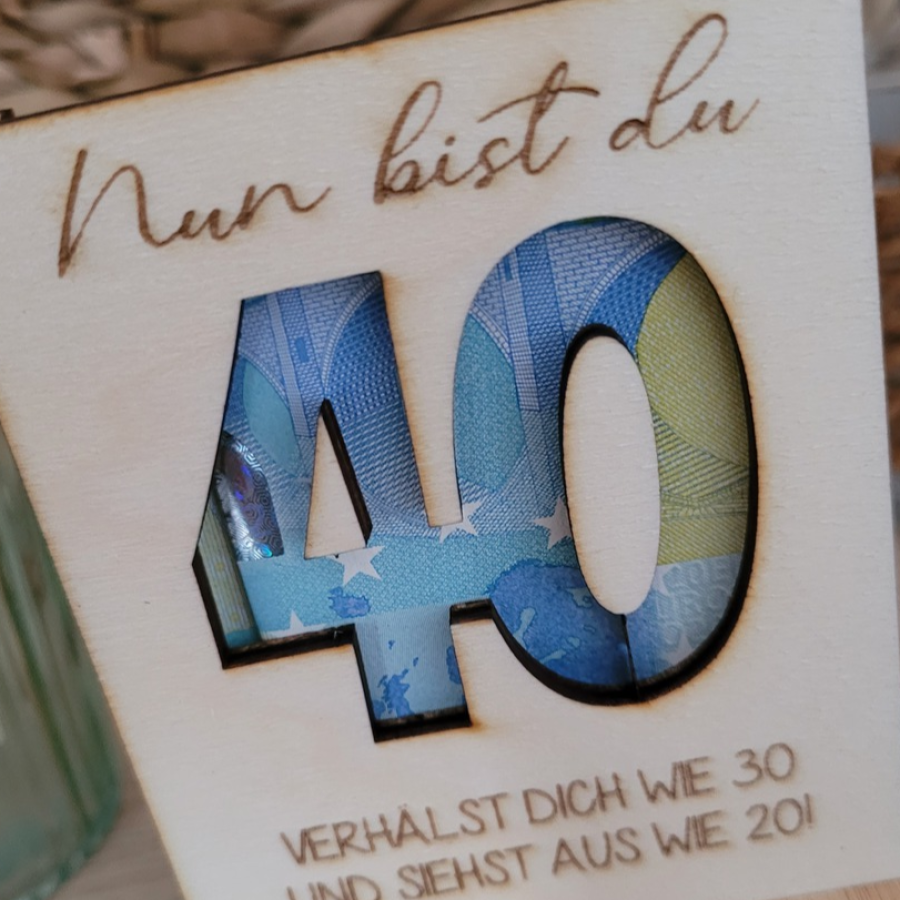 Nun bist du
40
VERHÄLST DICH WIE 30
UND SIEHST AUS WIE 20!